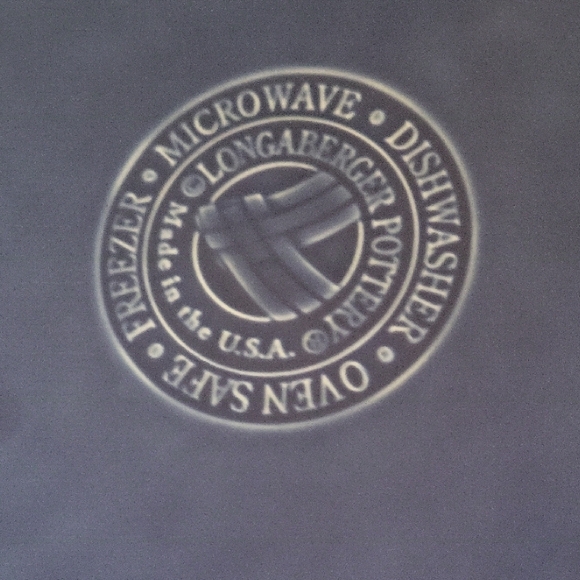 MICROWAVE • DISHWASHER • OVEN SAFE • FREEZER •
©LONGABERGER POTTERY®
Made in the U.S.A.